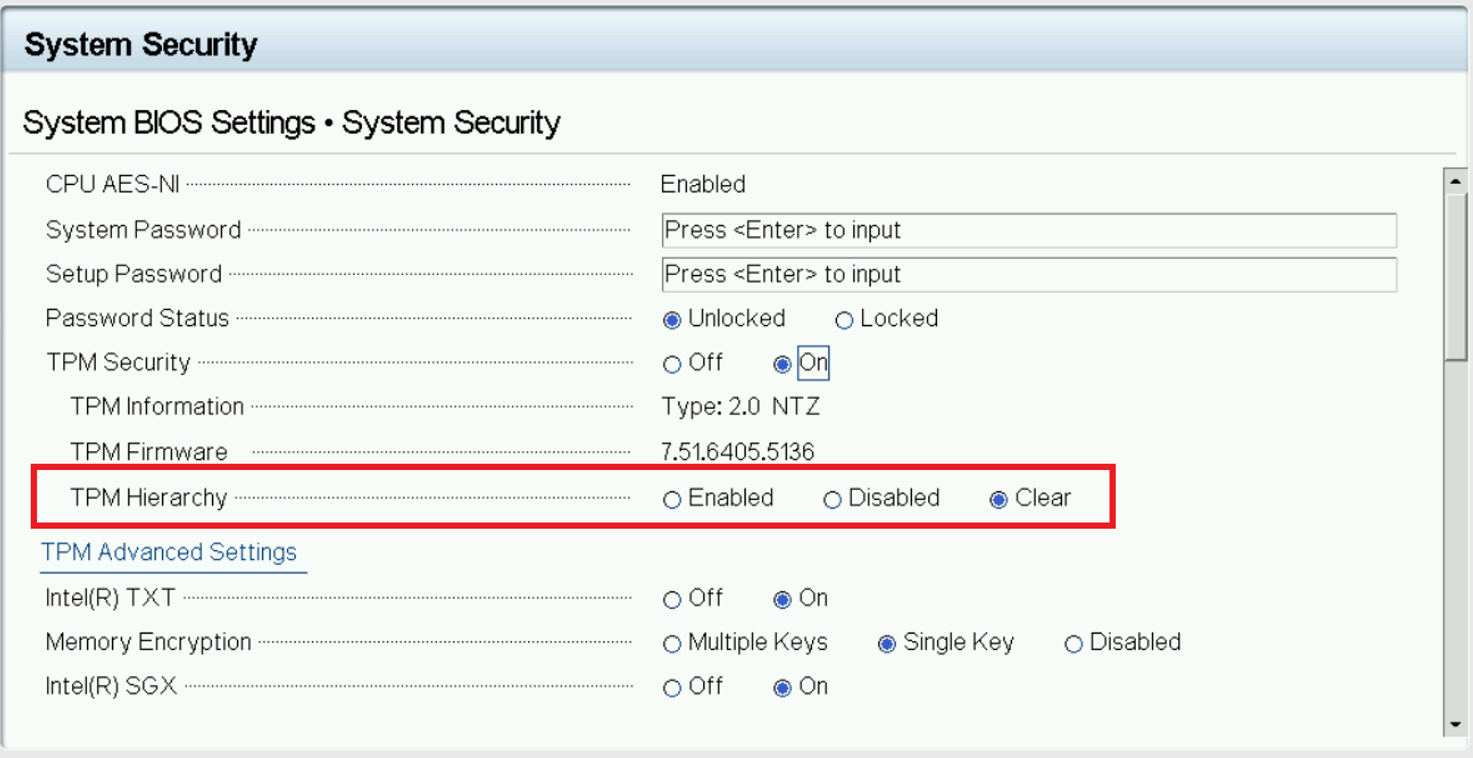 System Security
System BIOS Settings • System Security
CPU AES-NI Enabled
System Password Press <Enter> to input
Setup Password Press <Enter> to input
Password Status Unlocked Locked
TPM Security Off On
TPM Information Type: 2.0 NTZ
TPM Firmware 7.51.6405.5136
TPM Hierarchy Enabled Disabled Clear
TPM Advanced Settings
Intel(R) TXT Off On
Memory Encryption Multiple Keys Single Key Disabled
Intel(R) SGX Off On